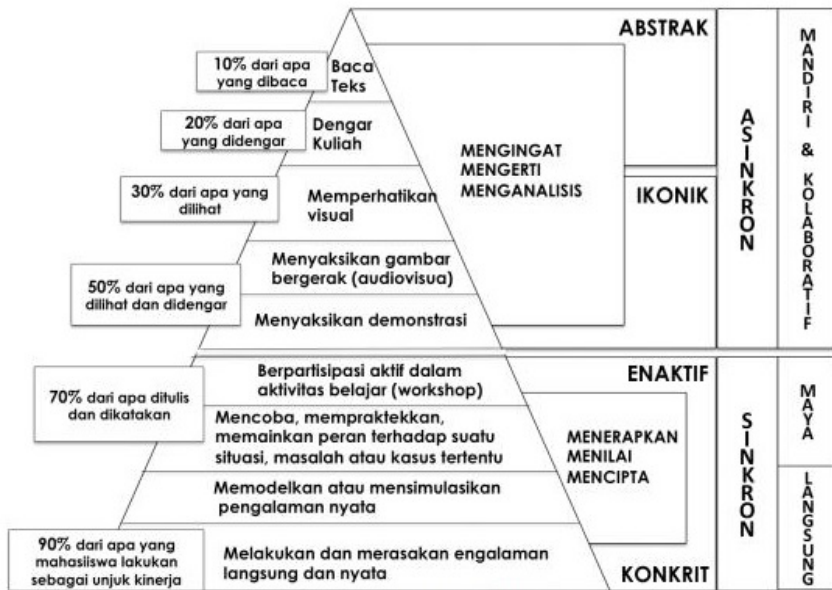 10% dari apa
yang dibaca
Baca
Teks
20% dari apa
yang didengar
Dengar
Kuliah
30% dari apa yang
dilihat
Memperhatikan
visual
50% dari apa yang
dilihat dan didengar
Menyaksikan gambar
bergerak (audiovisua)
Menyaksikan demonstrasi
MENGINGAT
MENGERTI
MENGANALISIS
ABSTRAK
IKONIK
ASINKRON
MANDIRI & KOLABORATIF
70% dari apa ditulis
dan dikatakan
Berpartisipasi aktif dalam
aktivitas belajar (workshop)
Mencoba, mempraktekkan,
memainkan peran terhadap suatu
situasi, masalah atau kasus tertentu
Memodelkan atau mensimulasikan
pengalaman nyata
90% dari apa yang
mahasiiswa lakukan
sebagai unjuk kinerja
Melakukan dan merasakan engalaman
langsung dan nyata
ENAKTIF
MENERAPKAN
MENILAI
MENCIPTA
KONKRIT
SINKRON
MAYA
LANGSUNG